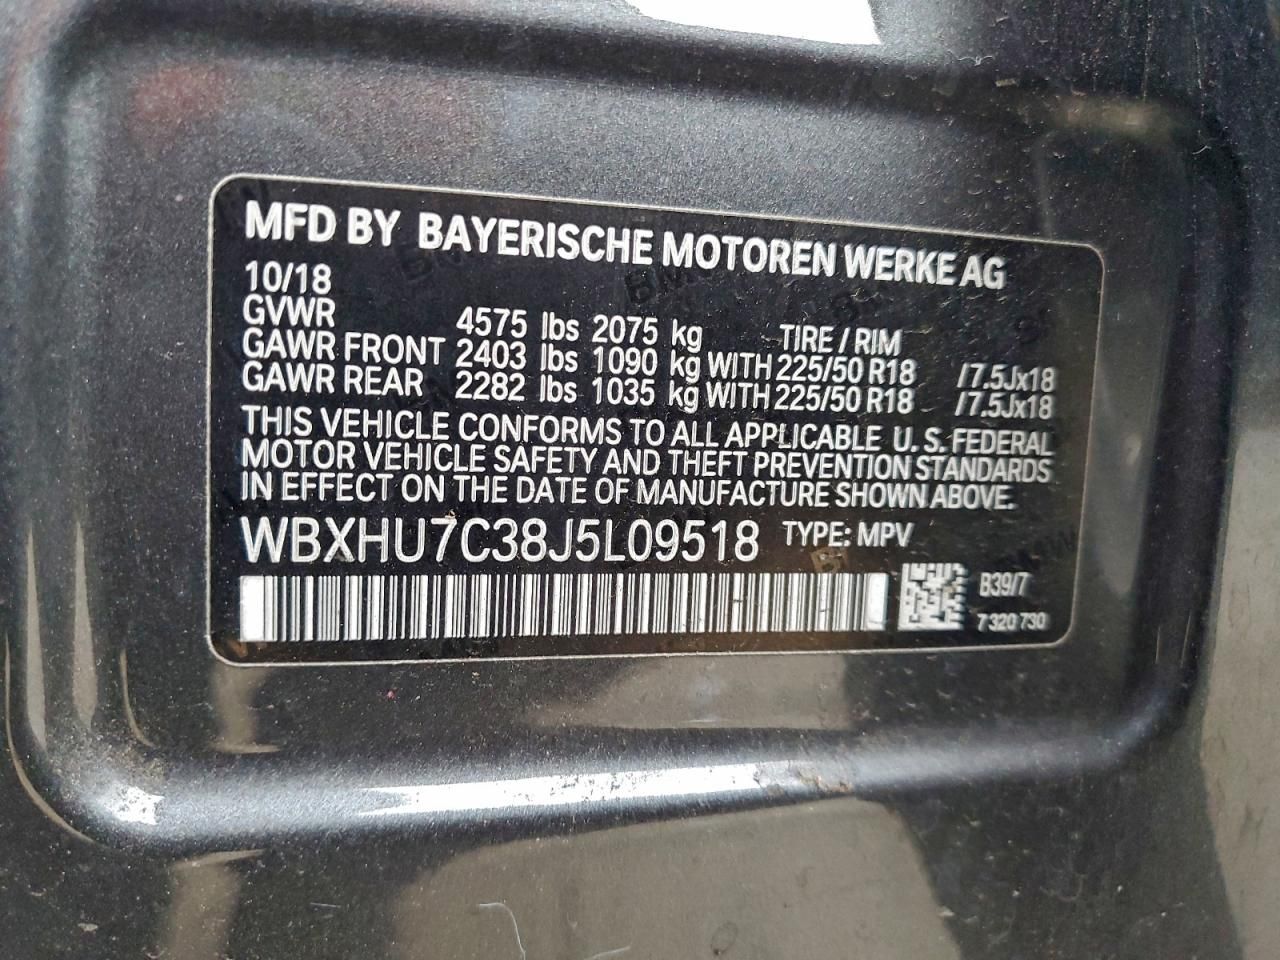 MFD BY BAYERISCHE MOTOREN WERKE AG
10/18
GVWR 4575 lbs 2075 kg TIRE / RIM
GAWR FRONT 2403 lbs 1090 kg WITH 225/50 R18 /7.5Jx18
GAWR REAR 2282 lbs 1035 kg WITH 225/50 R18 /7.5Jx18
THIS VEHICLE CONFORMS TO ALL APPLICABLE U.S. FEDERAL
MOTOR VEHICLE SAFETY AND THEFT PREVENTION STANDARDS
IN EFFECT ON THE DATE OF MANUFACTURE SHOWN ABOVE.
WBXHU7C38J5L09518 TYPE: MPV
B39/7
7 320 730